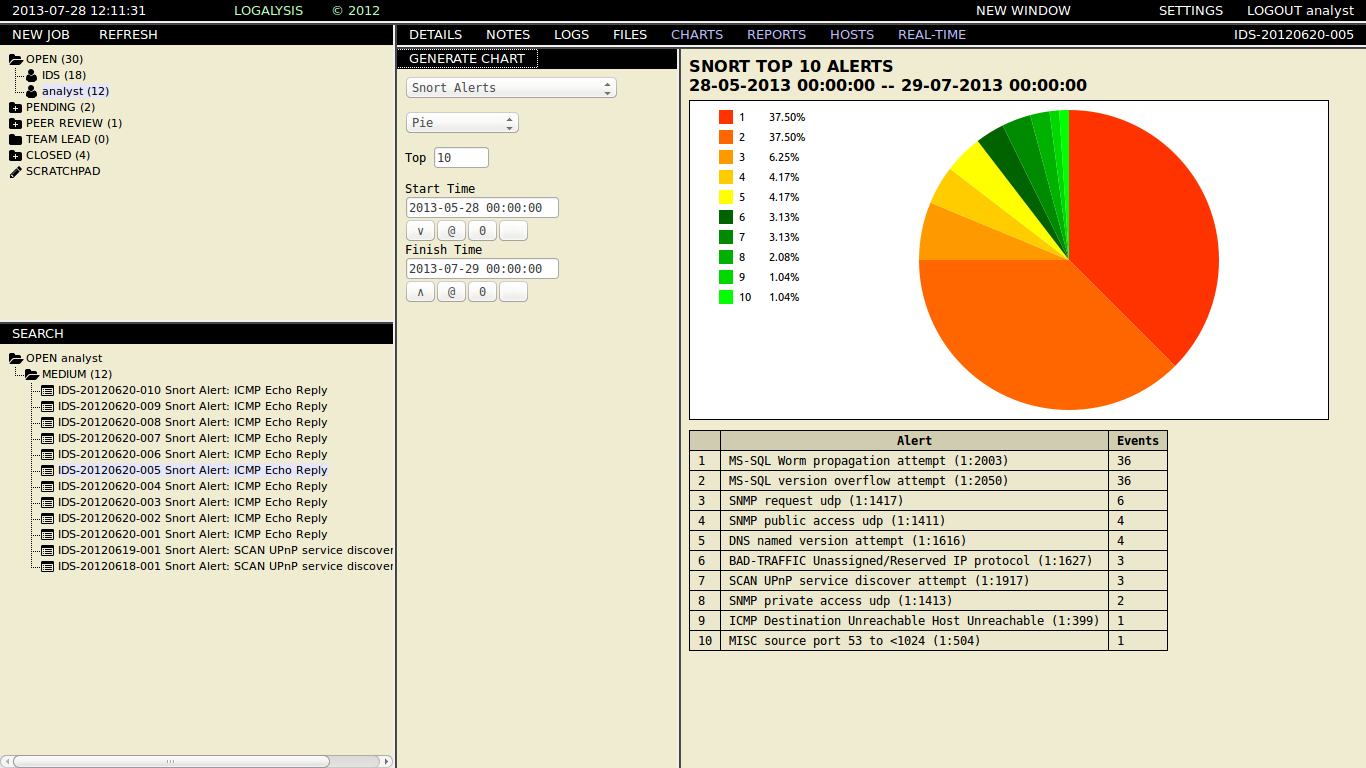 2013-07-28 12:11:31 LOGALYSIS © 2012 NEW WINDOW SETTINGS LOGOUT analyst
NEW JOB REFRESH
DETAILS NOTES LOGS FILES CHARTS REPORTS HOSTS REAL-TIME IDS-20120620-005
OPEN (30)
IDS (18)
analyst (12)
PENDING (2)
PEER REVIEW (1)
TEAM LEAD (0)
CLOSED (4)
SCRATCHPAD
SEARCH
OPEN analyst
MEDIUM (12)
IDS-20120620-010 Snort Alert: ICMP Echo Reply
IDS-20120620-009 Snort Alert: ICMP Echo Reply
IDS-20120620-008 Snort Alert: ICMP Echo Reply
IDS-20120620-007 Snort Alert: ICMP Echo Reply
IDS-20120620-006 Snort Alert: ICMP Echo Reply
IDS-20120620-005 Snort Alert: ICMP Echo Reply
IDS-20120620-004 Snort Alert: ICMP Echo Reply
IDS-20120620-003 Snort Alert: ICMP Echo Reply
IDS-20120620-002 Snort Alert: ICMP Echo Reply
IDS-20120620-001 Snort Alert: ICMP Echo Reply
IDS-20120619-001 Snort Alert: SCAN UPnP service discover
IDS-20120618-001 Snort Alert: SCAN UPnP service discover
GENERATE CHART
Snort Alerts
Pie
Top 10
Start Time
2013-05-28 00:00:00
v @ 0
Finish Time
2013-07-29 00:00:00
ʌ @ 0
SNORT TOP 10 ALERTS
28-05-2013 00:00:00 -- 29-07-2013 00:00:00
1 37.50%
2 37.50%
3 6.25%
4 4.17%
5 4.17%
6 3.13%
7 3.13%
8 2.08%
9 1.04%
10 1.04%
Alert Events
1 MS-SQL Worm propagation attempt (1:2003) 36
2 MS-SQL version overflow attempt (1:2050) 36
3 SNMP request udp (1:1417) 6
4 SNMP public access udp (1:1411) 4
5 DNS named version attempt (1:1616) 4
6 BAD-TRAFFIC Unassigned/Reserved IP protocol (1:1627) 3
7 SCAN UPnP service discover attempt (1:1917) 3
8 SNMP private access udp (1:1413) 2
9 ICMP Destination Unreachable Host Unreachable (1:399) 1
10 MISC source port 53 to <1024 (1:504) 1